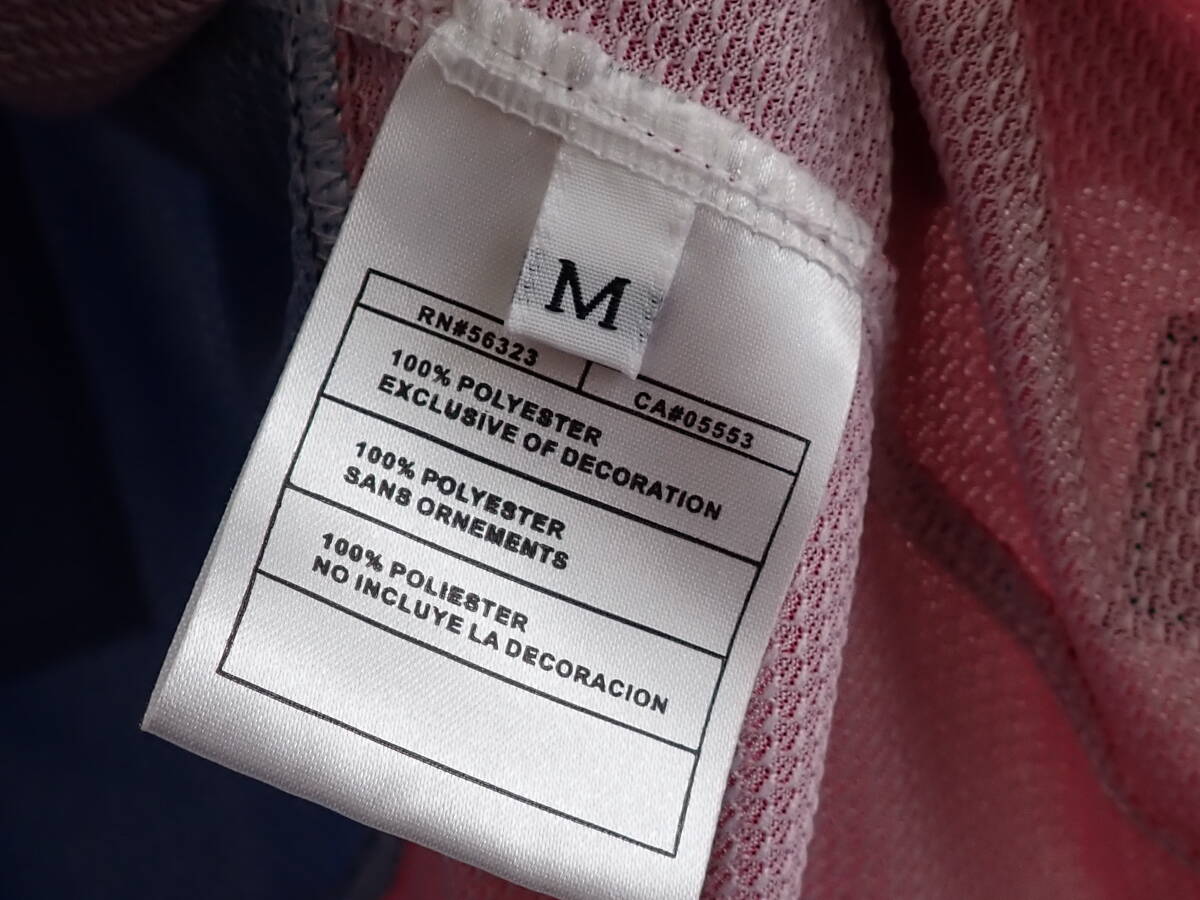 M
RN#56323
CA#05553
100% POLYESTER
EXCLUSIVE OF DECORATION
100% POLYESTER
SANS ORNEMENTS
100% POLIESTER
NO INCLUYE LA DECORACION